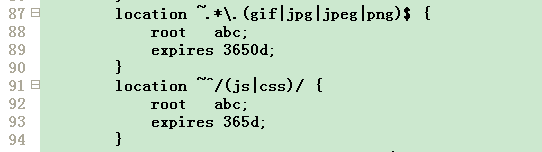 87 location ~.*\.(gif|jpg|jpeg|png)$ {
88 root abc;
89 expires 3650d;
90 }
91 location ~^/(js|css)/ {
92 root abc;
93 expires 365d;
94 }